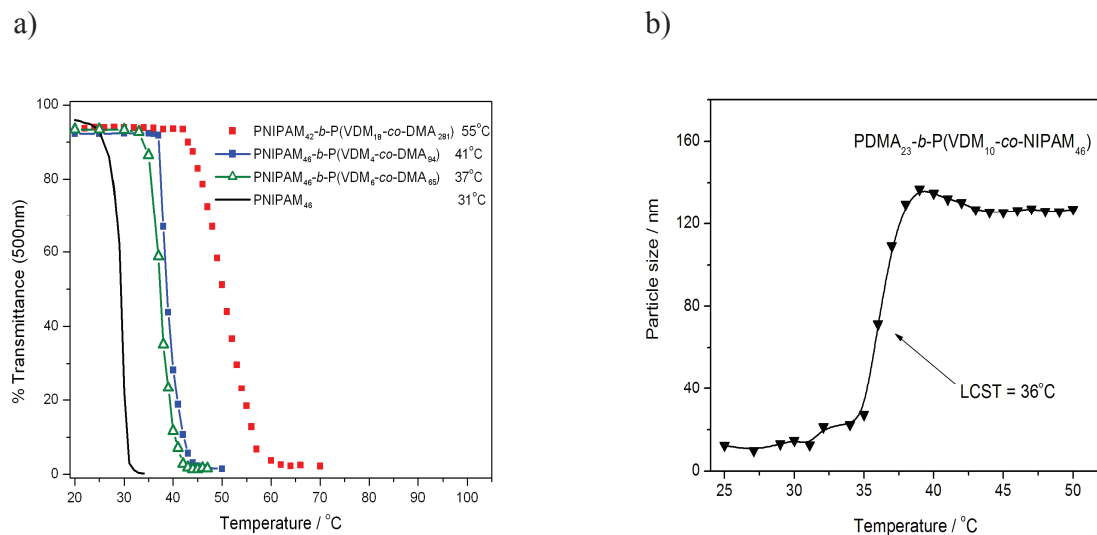 a)
b)
% Transmittance (500nm)
100
80
60
40
20
0
PNIPAM₄₂-b-P(VDM₁₈-co-DMA₂₈₁) 55°C
PNIPAM₄₆-b-P(VDM₄-co-DMA₉₄) 41°C
PNIPAM₄₆-b-P(VDM₆-co-DMA₆₅) 37°C
PNIPAM₄₆ 31°C
20 30 40 50 60 70 80 90 100
Temperature / °C
Particle size / nm
160
120
80
40
0
PDMA₂₃-b-P(VDM₁₀-co-NIPAM₄₆)
LCST = 36°C
25 30 35 40 45 50
Temperature / °C